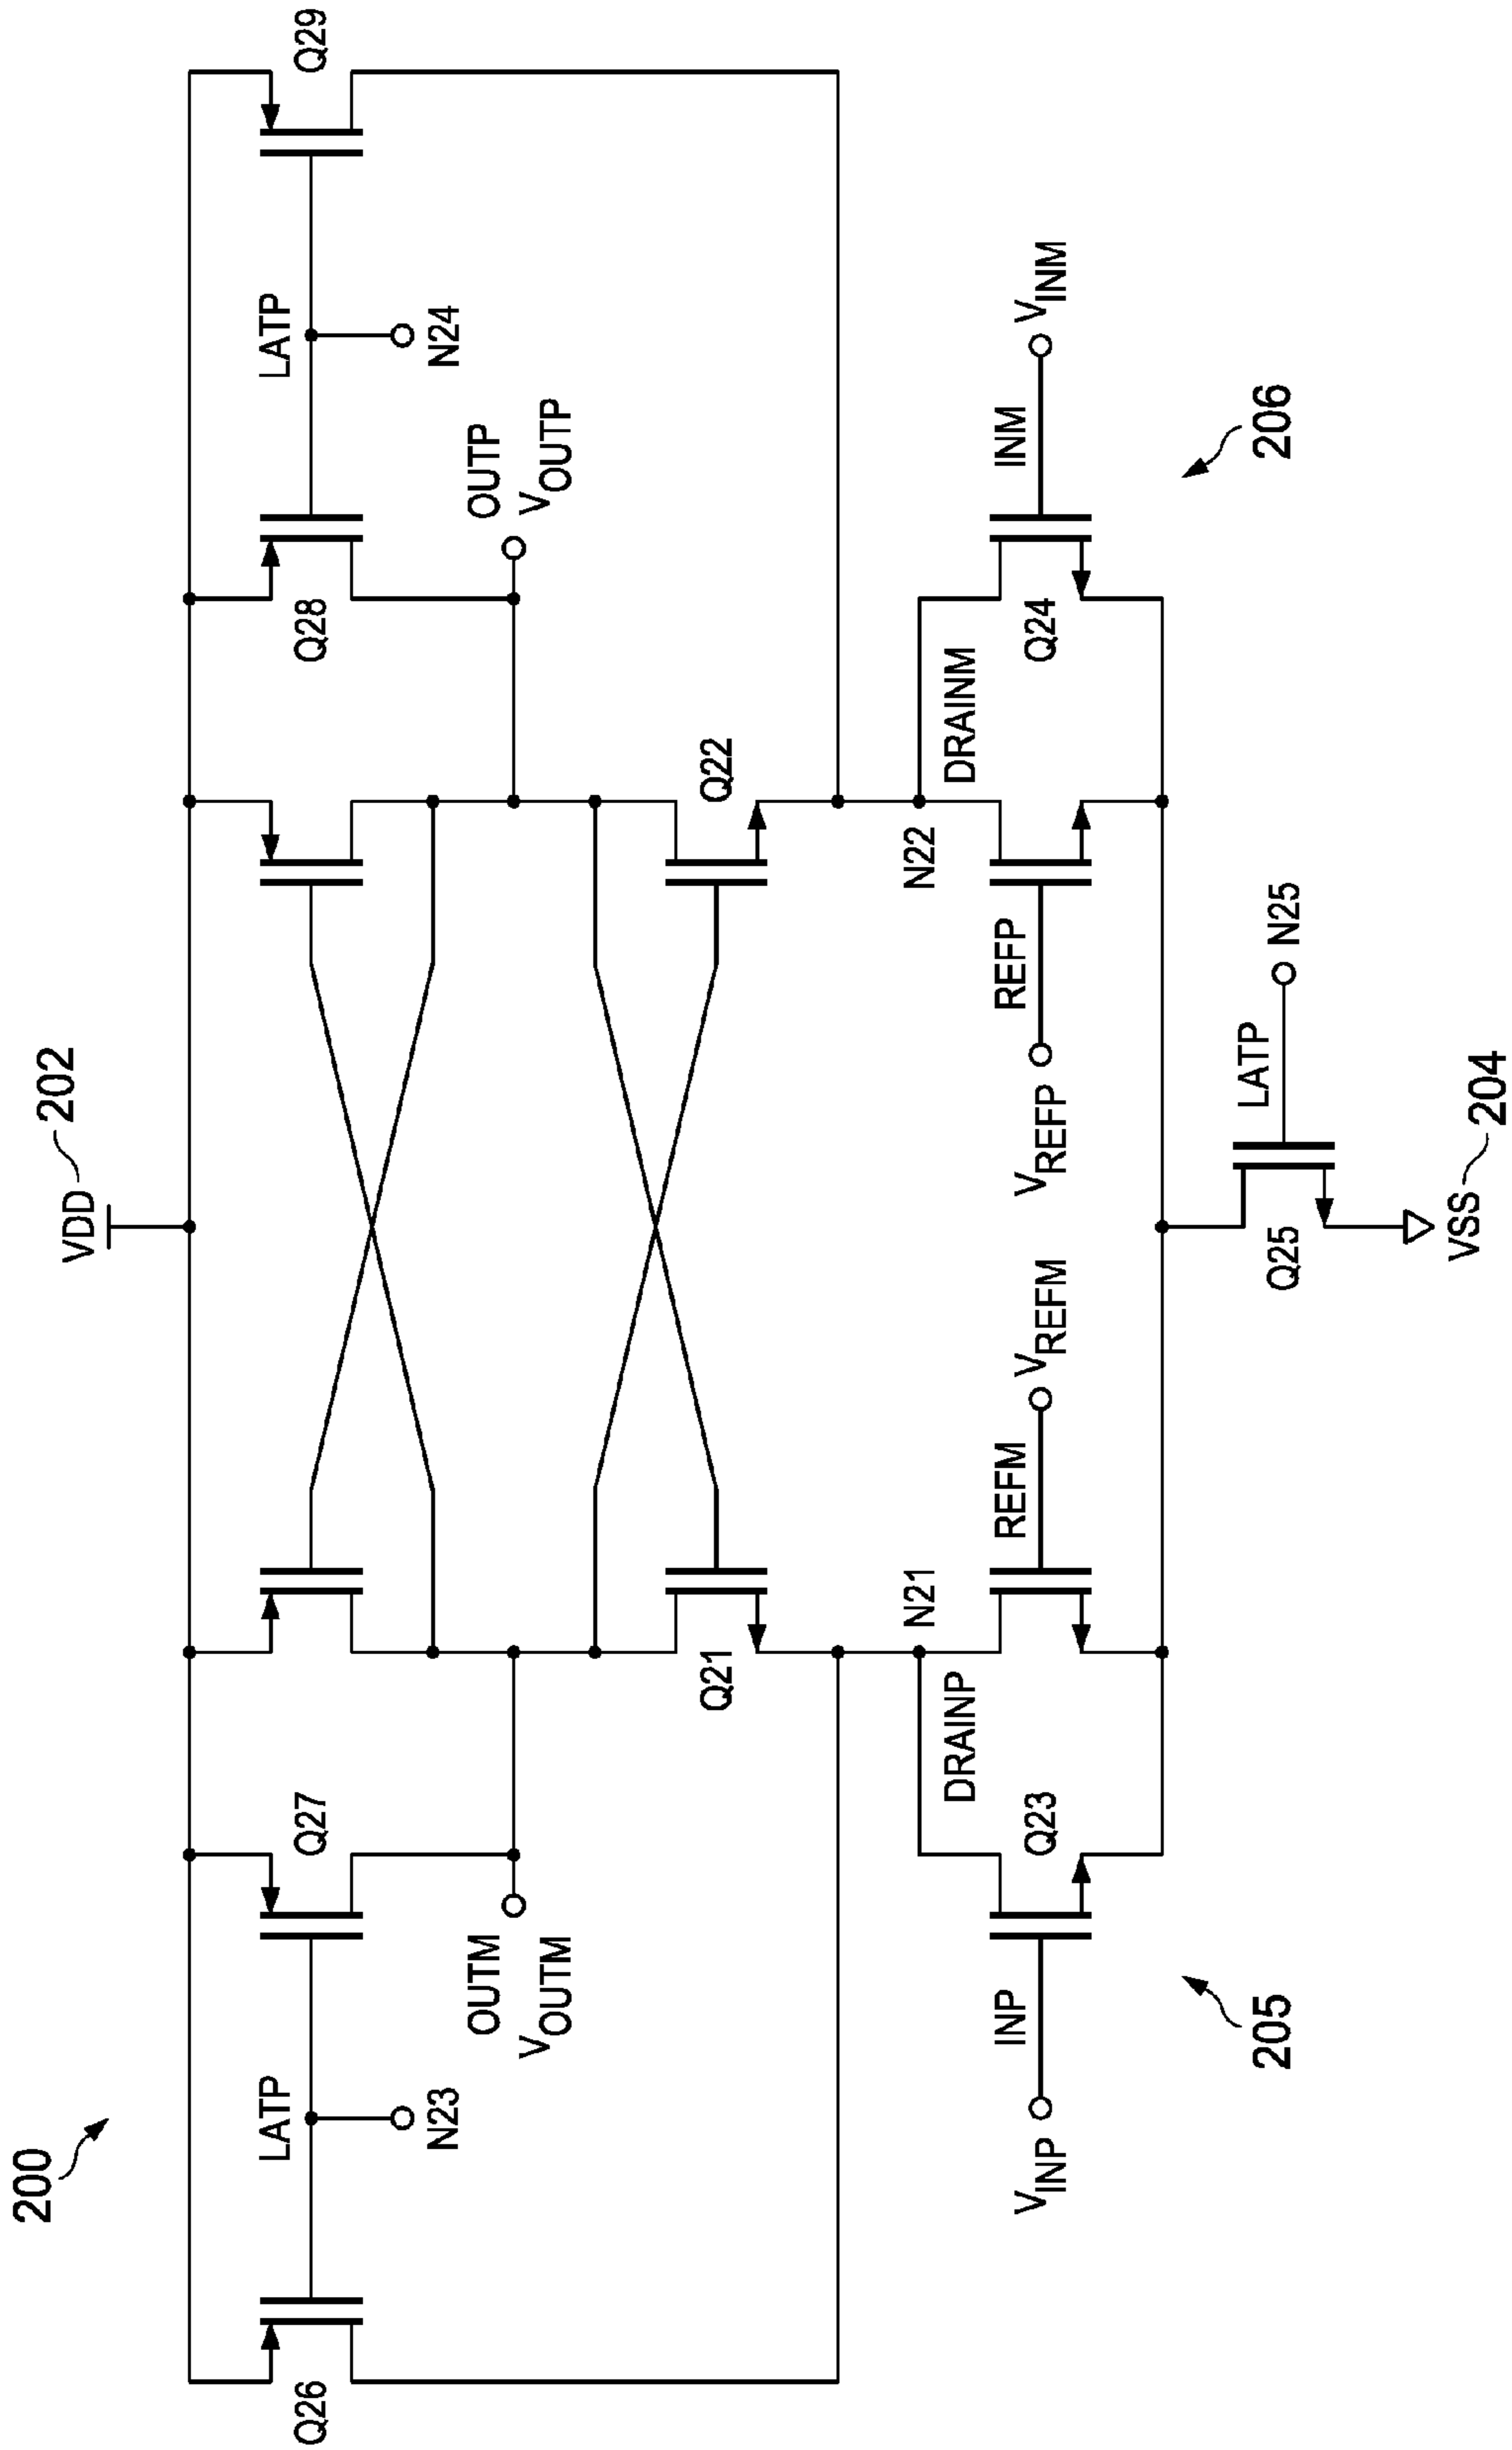 200
VDD
202
Q26
LATP
N23
Q27
Q28
LATP
N24
Q29
OUTM
VOUTM
OUTP
VOUTP
Q21
Q22
N21
N22
DRAINP
DRAINM
VINP
INP
Q23
REFM
VREFM
VREFP
REFP
Q24
INM
VINM
205
206
Q25
LATP
N25
VSS
204